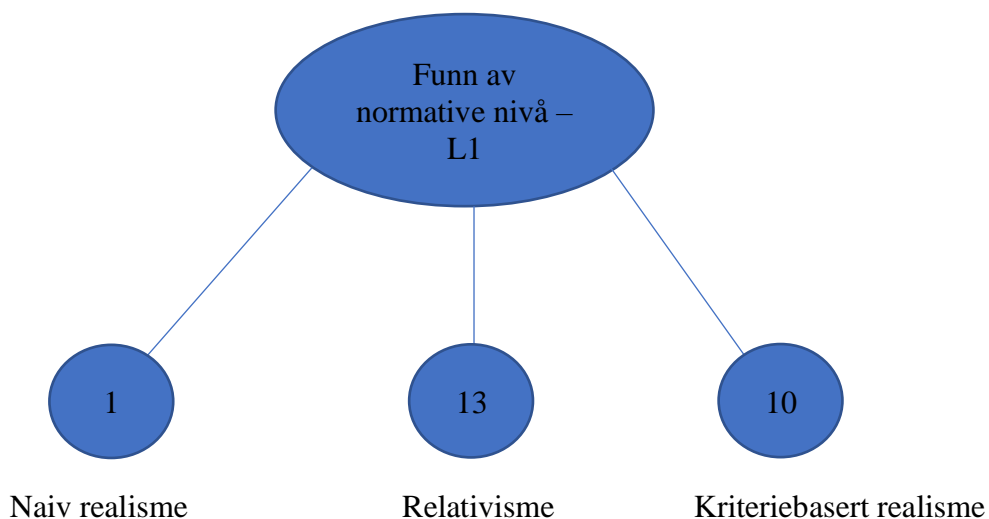 Funn av
normative nivå –
L1
1
13
10
Naiv realisme
Relativisme
Kriteriebasert realisme